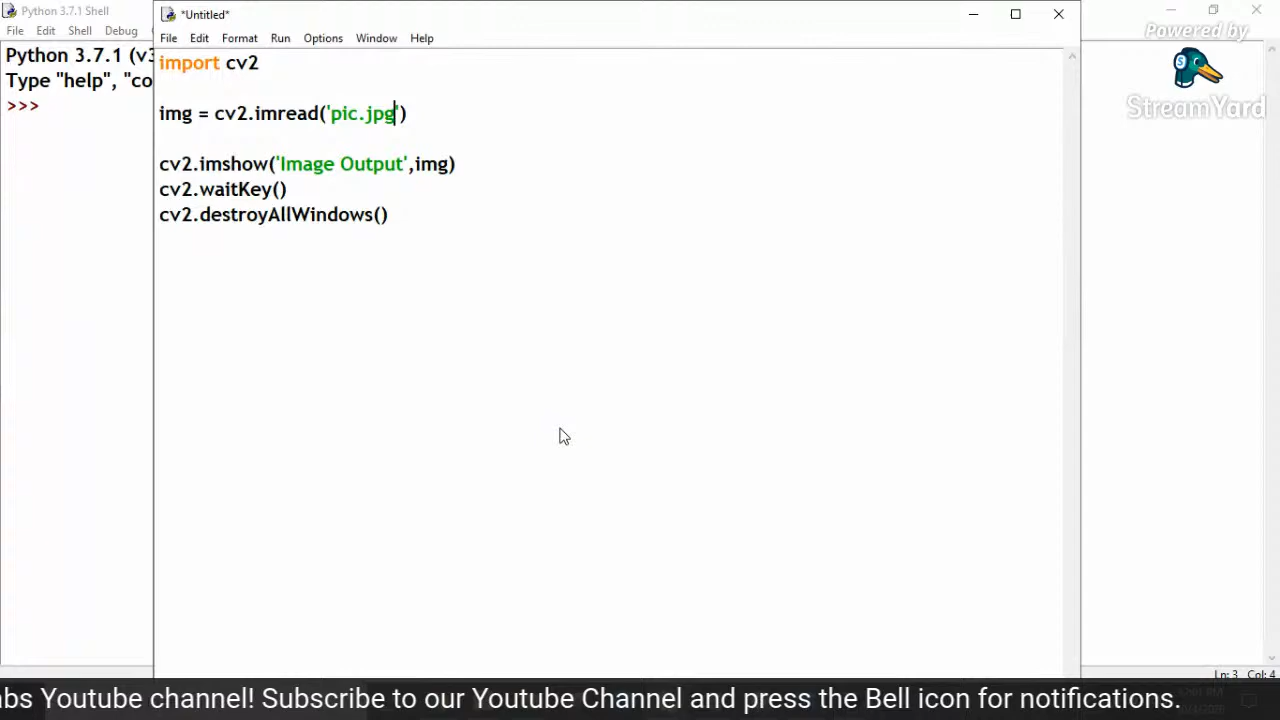 Python 3.7.1 Shell
File Edit Shell Debug
Python 3.7.1 (v3
Type "help", "co
>>>
*Untitled*
File Edit Format Run Options Window Help
import cv2
img = cv2.imread('pic.jpg')
cv2.imshow('Image Output',img)
cv2.waitKey()
cv2.destroyAllWindows()
Powered by
StreamYard
Ln: 3 Col: 4
abs Youtube channel! Subscribe to our Youtube Channel and press the Bell icon for notifications.